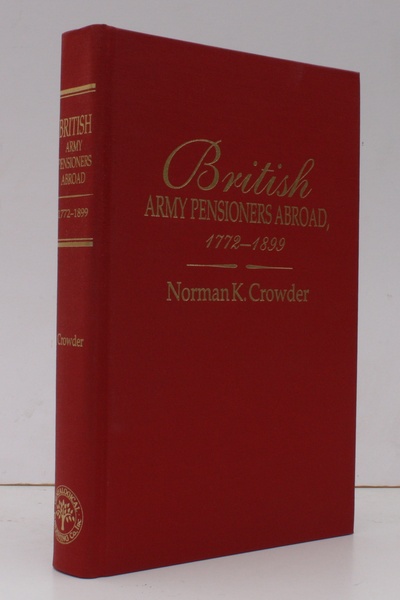 BRITISH
ARMY
PENSIONERS
ABROAD
1772–1899
Crowder
British
ARMY PENSIONERS ABROAD,
1772–1899
Norman K. Crowder